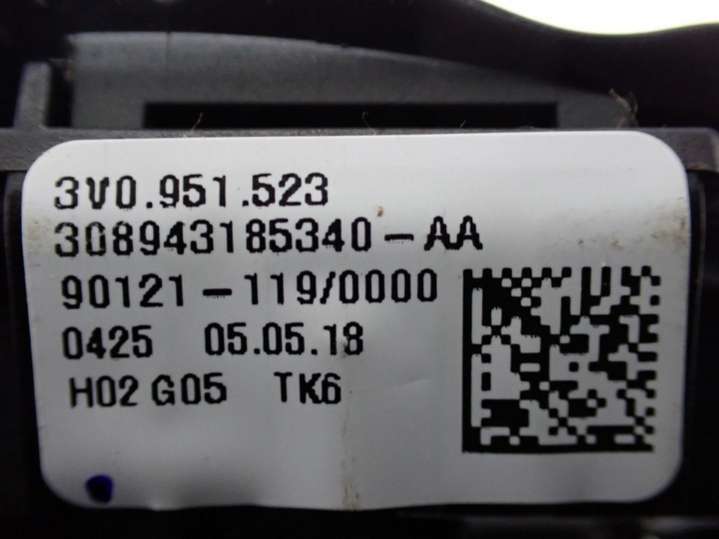 3V0.951.523
308943185340-AA
90121-119/0000
0425 05.05.18
H02 G05 TK6